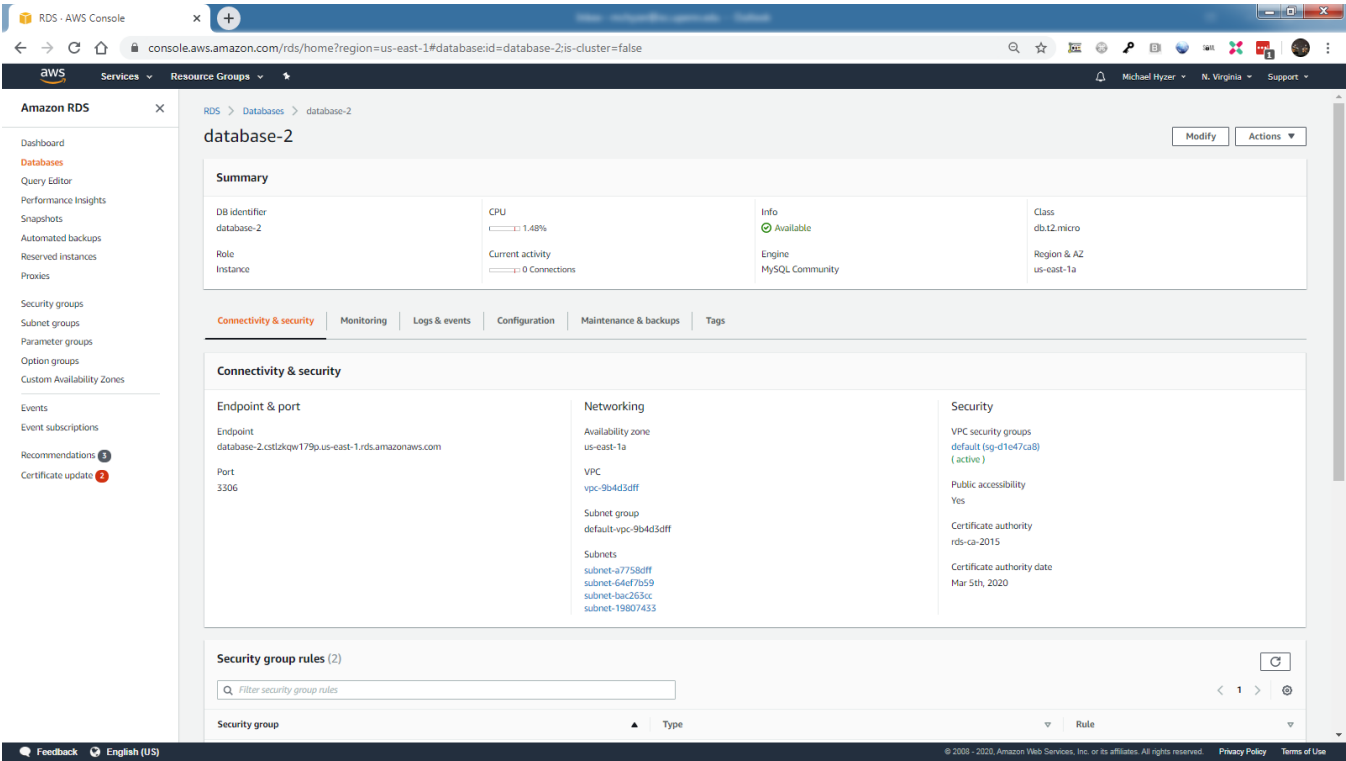 RDS · AWS Console
console.aws.amazon.com/rds/home?region=us-east-1#database:id=database-2;is-cluster=false
aws Services Resource Groups Michael Hyzer N. Virginia Support
Amazon RDS
Dashboard
Databases
Query Editor
Performance Insights
Snapshots
Automated backups
Reserved instances
Proxies
Security groups
Subnet groups
Parameter groups
Option groups
Custom Availability Zones
Events
Event subscriptions
Recommendations 3
Certificate update 2
RDS > Databases > database-2
database-2
Modify Actions
Summary
DB identifier CPU Info Class
database-2 1.48% Available db.t2.micro
Role Current activity Engine Region & AZ
Instance 0 Connections MySQL Community us-east-1a
Connectivity & security Monitoring Logs & events Configuration Maintenance & backups Tags
Connectivity & security
Endpoint & port
Endpoint
database-2.cstlzkqw179p.us-east-1.rds.amazonaws.com
Port
3306
Networking
Availability zone
us-east-1a
VPC
vpc-9b4d3dff
Subnet group
default-vpc-9b4d3dff
Subnets
subnet-a7758dff
subnet-64ef7b59
subnet-bac263cc
subnet-19807433
Security
VPC security groups
default (sg-d1e47ca8)
( active )
Public accessibility
Yes
Certificate authority
rds-ca-2015
Certificate authority date
Mar 5th, 2020
Security group rules (2)
Filter security group rules
< 1 >
Security group Type Rule
Feedback English (US) © 2008 - 2020, Amazon Web Services, Inc. or its affiliates. All rights reserved. Privacy Policy Terms of Use